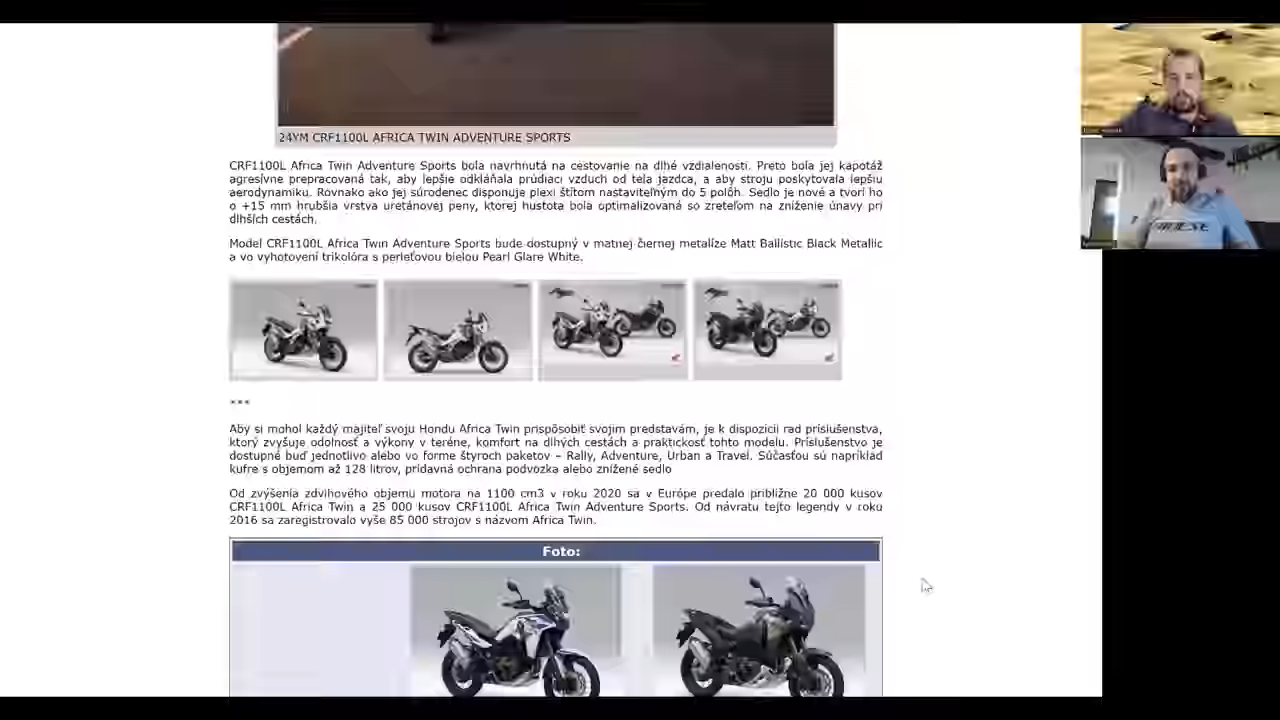 24YM CRF1100L AFRICA TWIN ADVENTURE SPORTS
CRF1100L Africa Twin Adventure Sports bola navrhnutá na cestovanie na dlhé vzdialenosti. Preto bola jej kapotáž
agresívne prepracovaná tak, aby lepšie odkláňala prúdiaci vzduch od tela jazdca, a aby stroju poskytovala lepšiu
aerodynamiku. Rovnako ako jej súrodenec disponuje plexi štítom nastaviteľným do 5 polôh. Sedlo je nové a tvorí ho
o +15 mm hrubšia vrstva uretánovej peny, ktorej hustota bola optimalizovaná so zreteľom na zníženie únavy pri
dlhších cestách.
Model CRF1100L Africa Twin Adventure Sports bude dostupný v matnej čiernej metalíze Matt Ballistic Black Metallic
a vo vyhotovení trikolóra s perleťovou bielou Pearl Glare White.
***
Aby si mohol každý majiteľ svoju Hondu Africa Twin prispôsobiť svojim predstavám, je k dispozícii rad príslušenstva,
ktorý zvyšuje odolnosť a výkony v teréne, komfort na dlhých cestách a praktickosť tohto modelu. Príslušenstvo je
dostupné buď jednotlivo alebo vo forme štyroch paketov – Rally, Adventure, Urban a Travel. Súčasťou sú napríklad
kufre s objemom až 128 litrov, prídavná ochrana podvozka alebo znížené sedlo
Od zvýšenia zdvihového objemu motora na 1100 cm3 v roku 2020 sa v Európe predalo približne 20 000 kusov
CRF1100L Africa Twin a 25 000 kusov CRF1100L Africa Twin Adventure Sports. Od návratu tejto legendy v roku
2016 sa zaregistrovalo vyše 85 000 strojov s názvom Africa Twin.
Foto: